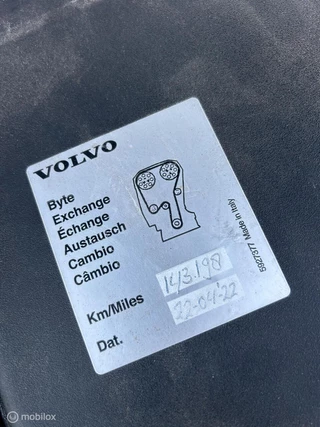 VOLVO
Byte
Exchange
Échange
Austausch
Cambio
Câmbio
Km/Miles 143.198
Dat. 22-04-22
5927377 Made in Italy
mobilox